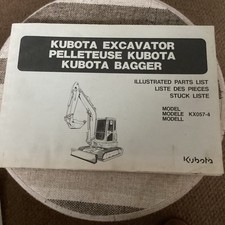 KUBOTA EXCAVATOR
PELLETEUSE KUBOTA
KUBOTA BAGGER
ILLUSTRATED PARTS LIST
LISTE DES PIECES
STÜCK LISTE
MODEL
MODELE KX057-4
MODELL
Kubota